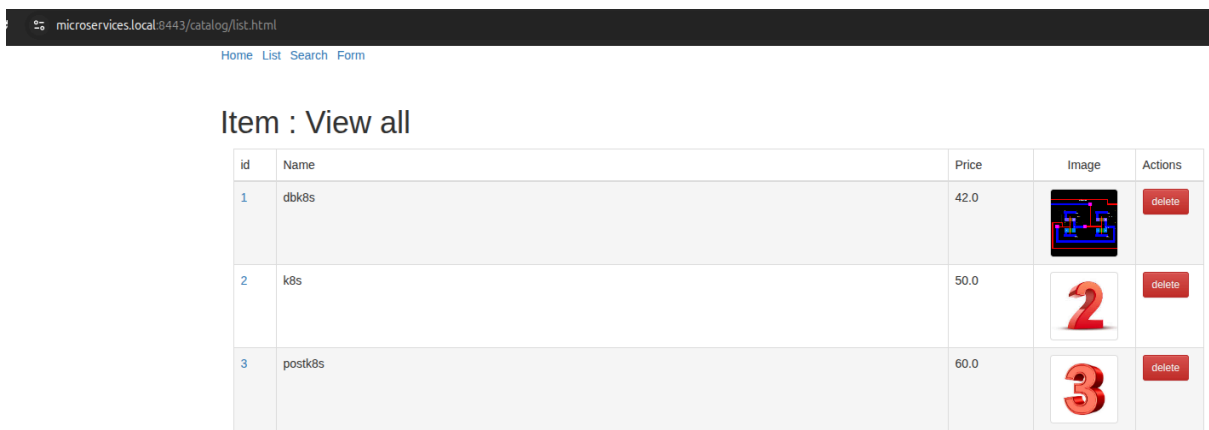 microservices.local:8443/catalog/list.html
Home List Search Form
Item : View all
id Name Price Image Actions
1 dbk8s 42.0 delete
2 k8s 50.0 2 delete
3 postk8s 60.0 3 delete